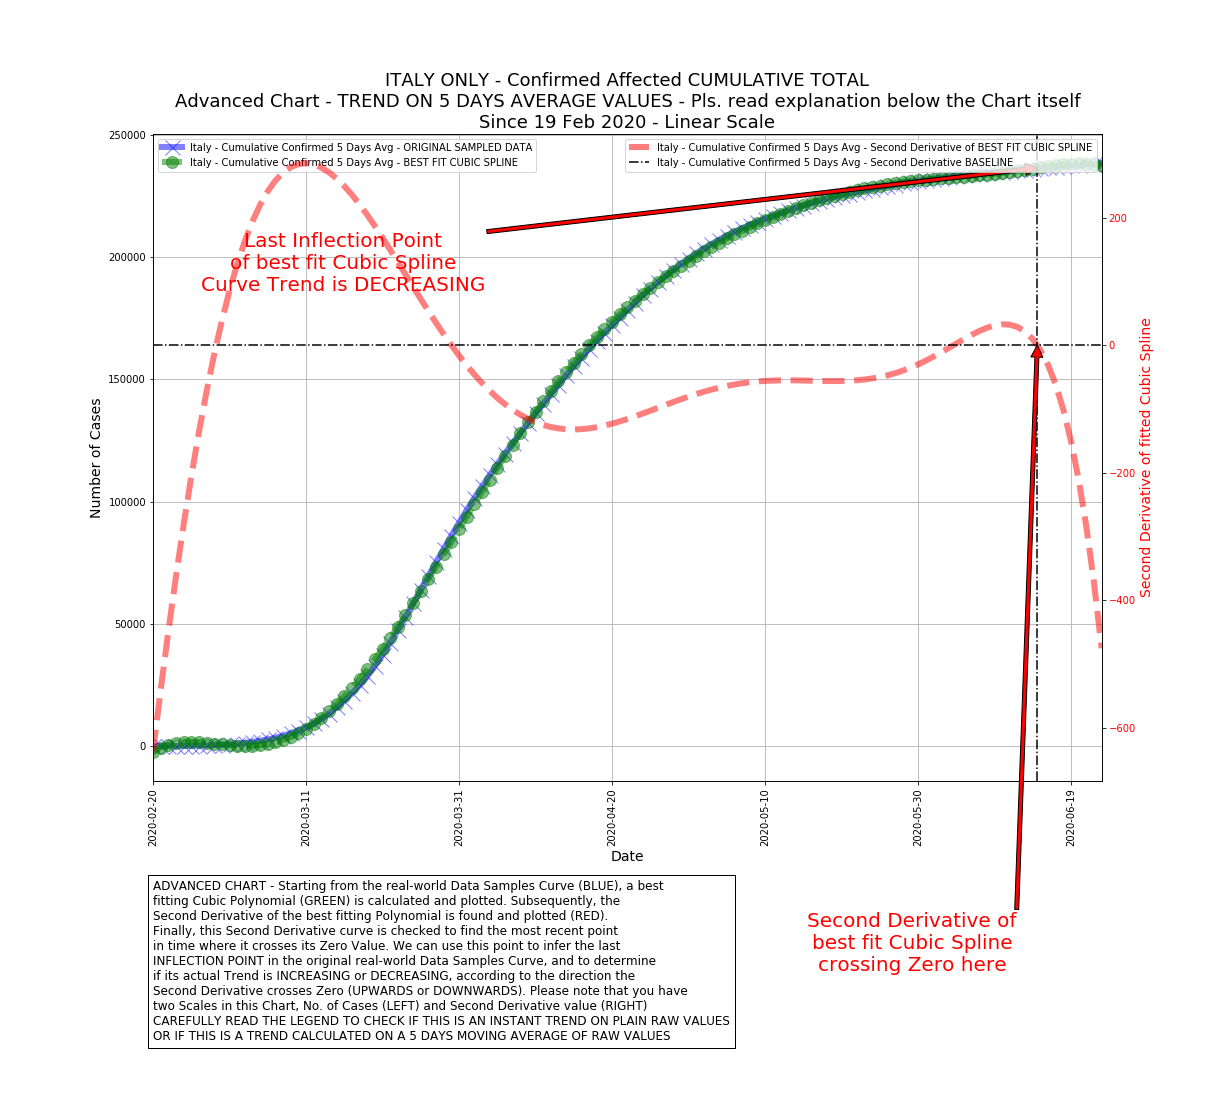 ITALY ONLY - Confirmed Affected CUMULATIVE TOTAL
Advanced Chart - TREND ON 5 DAYS AVERAGE VALUES - Pls. read explanation below the Chart itself
Since 19 Feb 2020 - Linear Scale
Italy - Cumulative Confirmed 5 Days Avg - ORIGINAL SAMPLED DATA
Italy - Cumulative Confirmed 5 Days Avg - BEST FIT CUBIC SPLINE
Italy - Cumulative Confirmed 5 Days Avg - Second Derivative of BEST FIT CUBIC SPLINE
Italy - Cumulative Confirmed 5 Days Avg - Second Derivative BASELINE
Last Inflection Point
of best fit Cubic Spline
Curve Trend is DECREASING
250000
200000
150000
100000
50000
0
Number of Cases
200
0
−200
−400
−600
Second Derivative of fitted Cubic Spline
2020-02-20
2020-03-11
2020-03-31
2020-04-20
2020-05-10
2020-05-30
2020-06-19
Date
ADVANCED CHART - Starting from the real-world Data Samples Curve (BLUE), a best
fitting Cubic Polynomial (GREEN) is calculated and plotted. Subsequently, the
Second Derivative of the best fitting Polynomial is found and plotted (RED).
Finally, this Second Derivative curve is checked to find the most recent point
in time where it crosses its Zero Value. We can use this point to infer the last
INFLECTION POINT in the original real-world Data Samples Curve, and to determine
if its actual Trend is INCREASING or DECREASING, according to the direction the
Second Derivative crosses Zero (UPWARDS or DOWNWARDS). Please note that you have
two Scales in this Chart, No. of Cases (LEFT) and Second Derivative value (RIGHT)
CAREFULLY READ THE LEGEND TO CHECK IF THIS IS AN INSTANT TREND ON PLAIN RAW VALUES
OR IF THIS IS A TREND CALCULATED ON A 5 DAYS MOVING AVERAGE OF RAW VALUES
Second Derivative of
best fit Cubic Spline
crossing Zero here